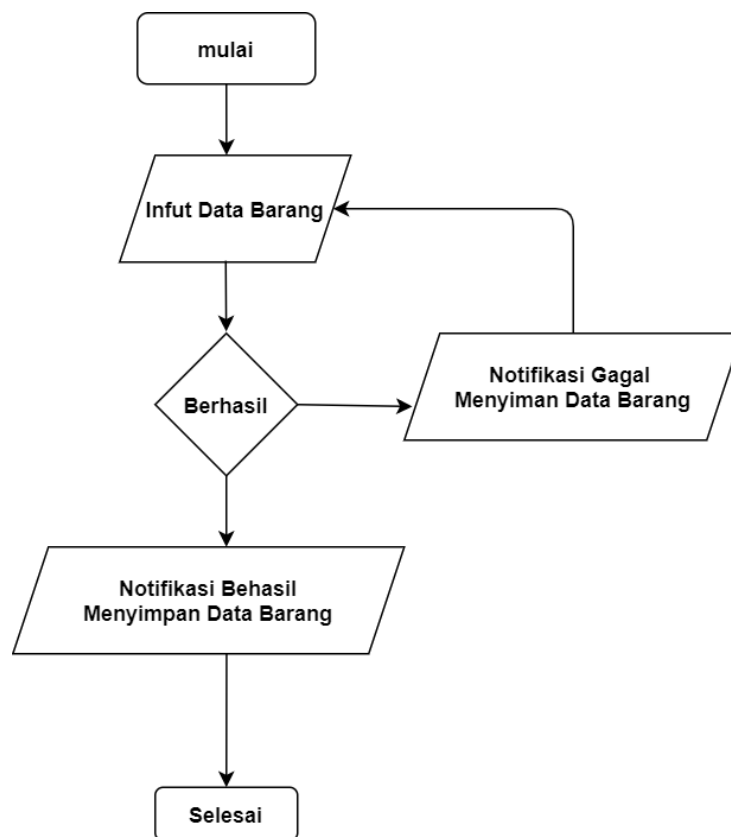 mulai
Infut Data Barang
Berhasil
Notifikasi Gagal
Menyiman Data Barang
Notifikasi Behasil
Menyimpan Data Barang
Selesai